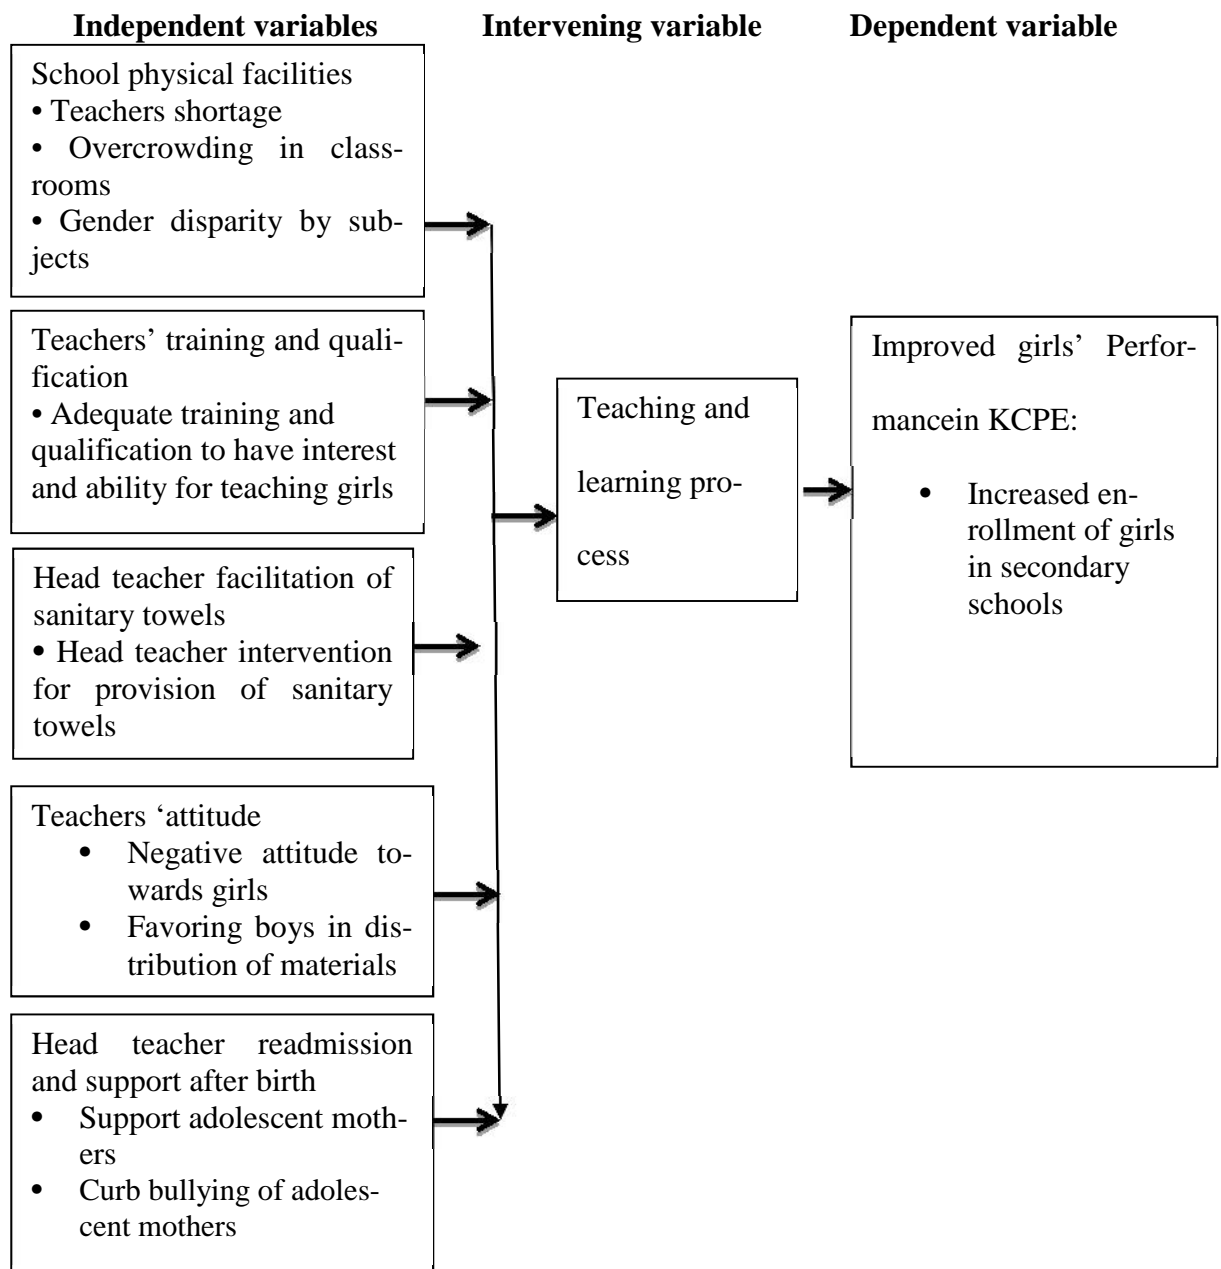 Independent variables
Intervening variable
Dependent variable
School physical facilities
• Teachers shortage
• Overcrowding in class-
rooms
• Gender disparity by sub-
jects
Teachers’ training and quali-
fication
• Adequate training and
qualification to have interest
and ability for teaching girls
Head teacher facilitation of
sanitary towels
• Head teacher intervention
for provision of sanitary
towels
Teachers ‘attitude
• Negative attitude to-
wards girls
• Favoring boys in dis-
tribution of materials
Head teacher readmission
and support after birth
• Support adolescent moth-
ers
• Curb bullying of adoles-
cent mothers
Teaching and
learning pro-
cess
Improved girls’ Perfor-
mancein KCPE:
• Increased en-
rollment of girls
in secondary
schools